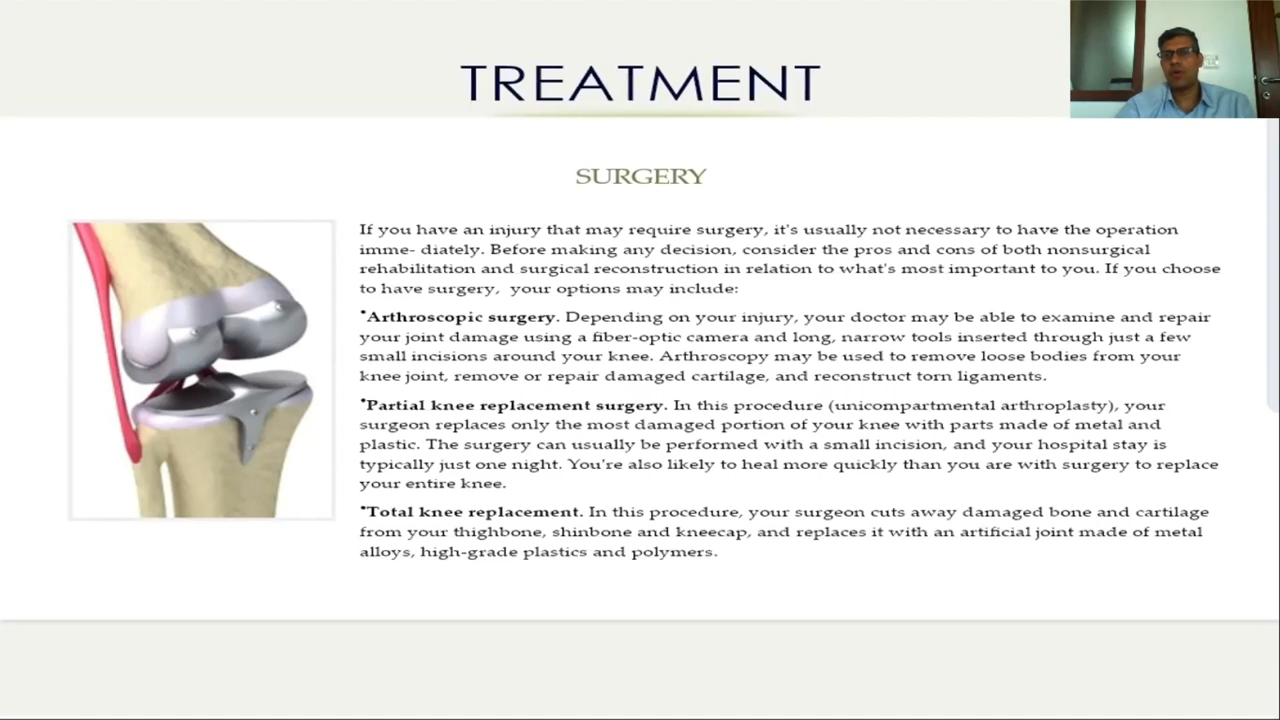 TREATMENT
SURGERY
If you have an injury that may require surgery, it's usually not necessary to have the operation
imme- diately. Before making any decision, consider the pros and cons of both nonsurgical
rehabilitation and surgical reconstruction in relation to what's most important to you. If you choose
to have surgery, your options may include:
•Arthroscopic surgery. Depending on your injury, your doctor may be able to examine and repair
your joint damage using a fiber-optic camera and long, narrow tools inserted through just a few
small incisions around your knee. Arthroscopy may be used to remove loose bodies from your
knee joint, remove or repair damaged cartilage, and reconstruct torn ligaments.
•Partial knee replacement surgery. In this procedure (unicompartmental arthroplasty), your
surgeon replaces only the most damaged portion of your knee with parts made of metal and
plastic. The surgery can usually be performed with a small incision, and your hospital stay is
typically just one night. You're also likely to heal more quickly than you are with surgery to replace
your entire knee.
•Total knee replacement. In this procedure, your surgeon cuts away damaged bone and cartilage
from your thighbone, shinbone and kneecap, and replaces it with an artificial joint made of metal
alloys, high-grade plastics and polymers.